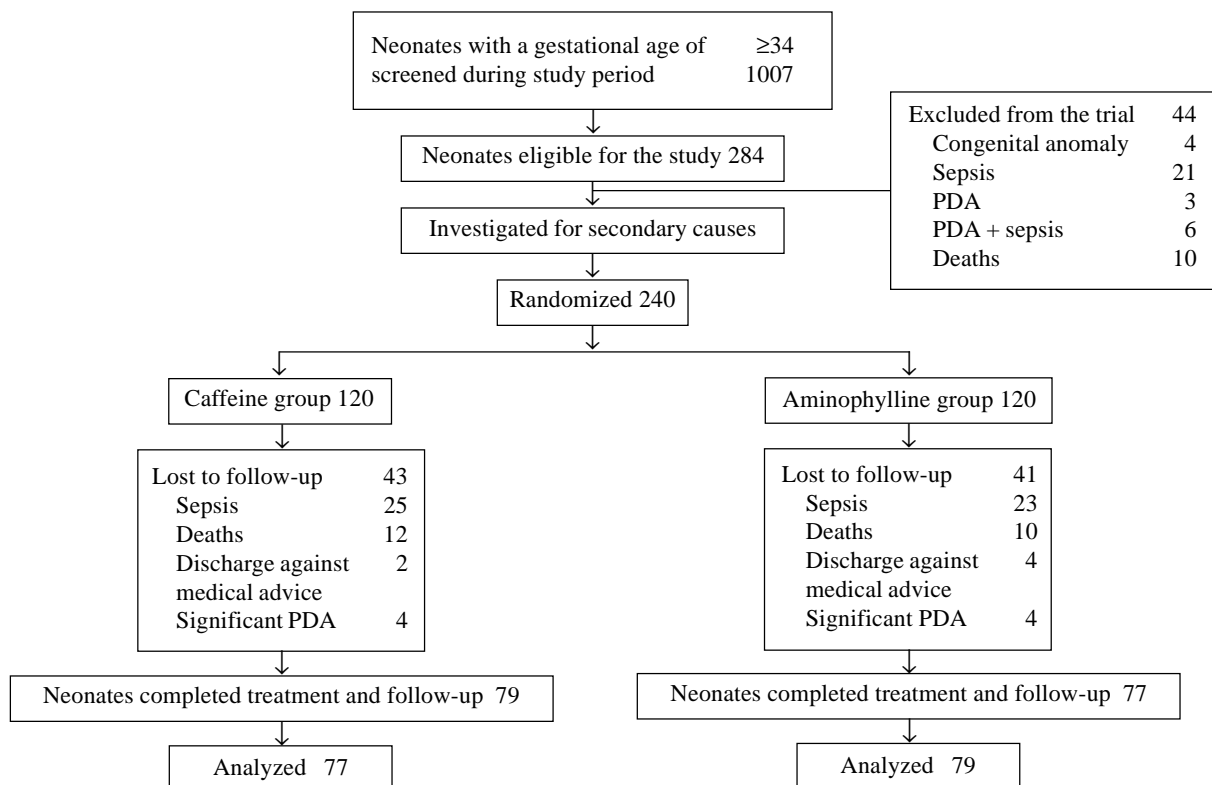 Neonates with a gestational age of ≥34
screened during study period 1007
Excluded from the trial 44
Congenital anomaly 4
Sepsis 21
PDA 3
PDA + sepsis 6
Deaths 10
Neonates eligible for the study 284
Investigated for secondary causes
Randomized 240
Caffeine group 120
Aminophylline group 120
Lost to follow-up 43
Sepsis 25
Deaths 12
Discharge against 2
medical advice
Significant PDA 4
Lost to follow-up 41
Sepsis 23
Deaths 10
Discharge against 4
medical advice
Significant PDA 4
Neonates completed treatment and follow-up 79
Neonates completed treatment and follow-up 77
Analyzed 77
Analyzed 79